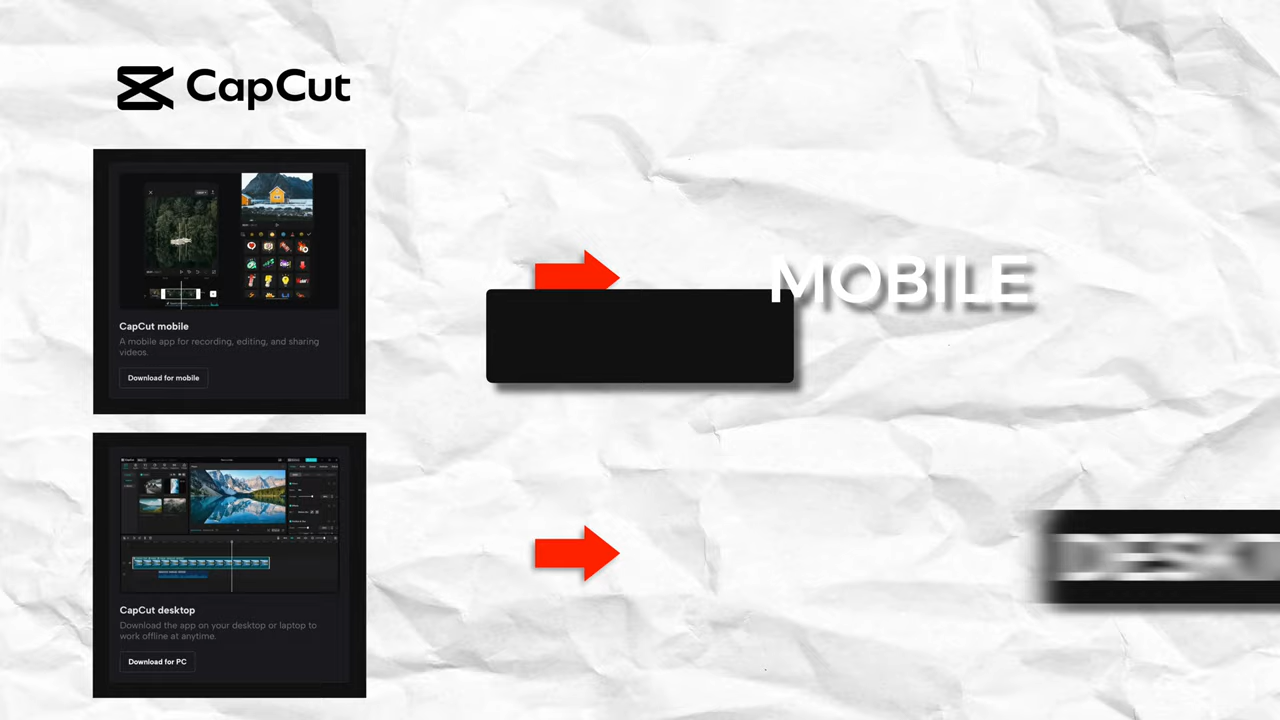 CapCut
MOBILE
CapCut mobile
A mobile app for recording, editing, and sharing
videos.
Download for mobile
CapCut desktop
Download the app on your desktop or laptop to
work offline at anytime.
Download for PC